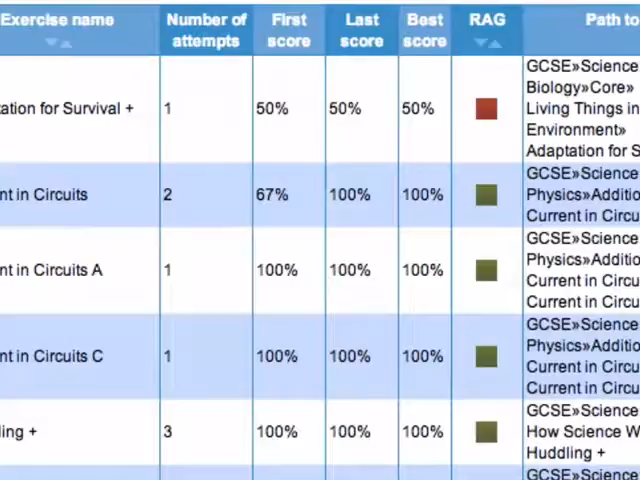 Exercise name
Number of attempts
First score
Last score
Best score
RAG
Path to
ation for Survival +
1
50%
50%
50%
GCSE»Science
Biology»Core»
Living Things in
Environment»
Adaptation for S
nt in Circuits
2
67%
100%
100%
GCSE»Science
Physics»Additio
Current in Circu
nt in Circuits A
1
100%
100%
100%
GCSE»Science
Physics»Additio
Current in Circu
Current in Circu
nt in Circuits C
1
100%
100%
100%
GCSE»Science
Physics»Additio
Current in Circu
Current in Circu
ling +
3
100%
100%
100%
GCSE»Science
How Science W
Huddling +
GCSE»Science